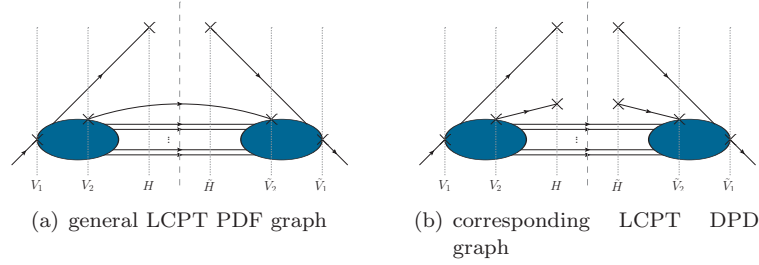 V₁ V₂ H H̃ Ṽ₂ Ṽ₁
V₁ V₂ H H̃ Ṽ₂ Ṽ₁
(a) general LCPT PDF graph
(b) corresponding LCPT DPD
graph